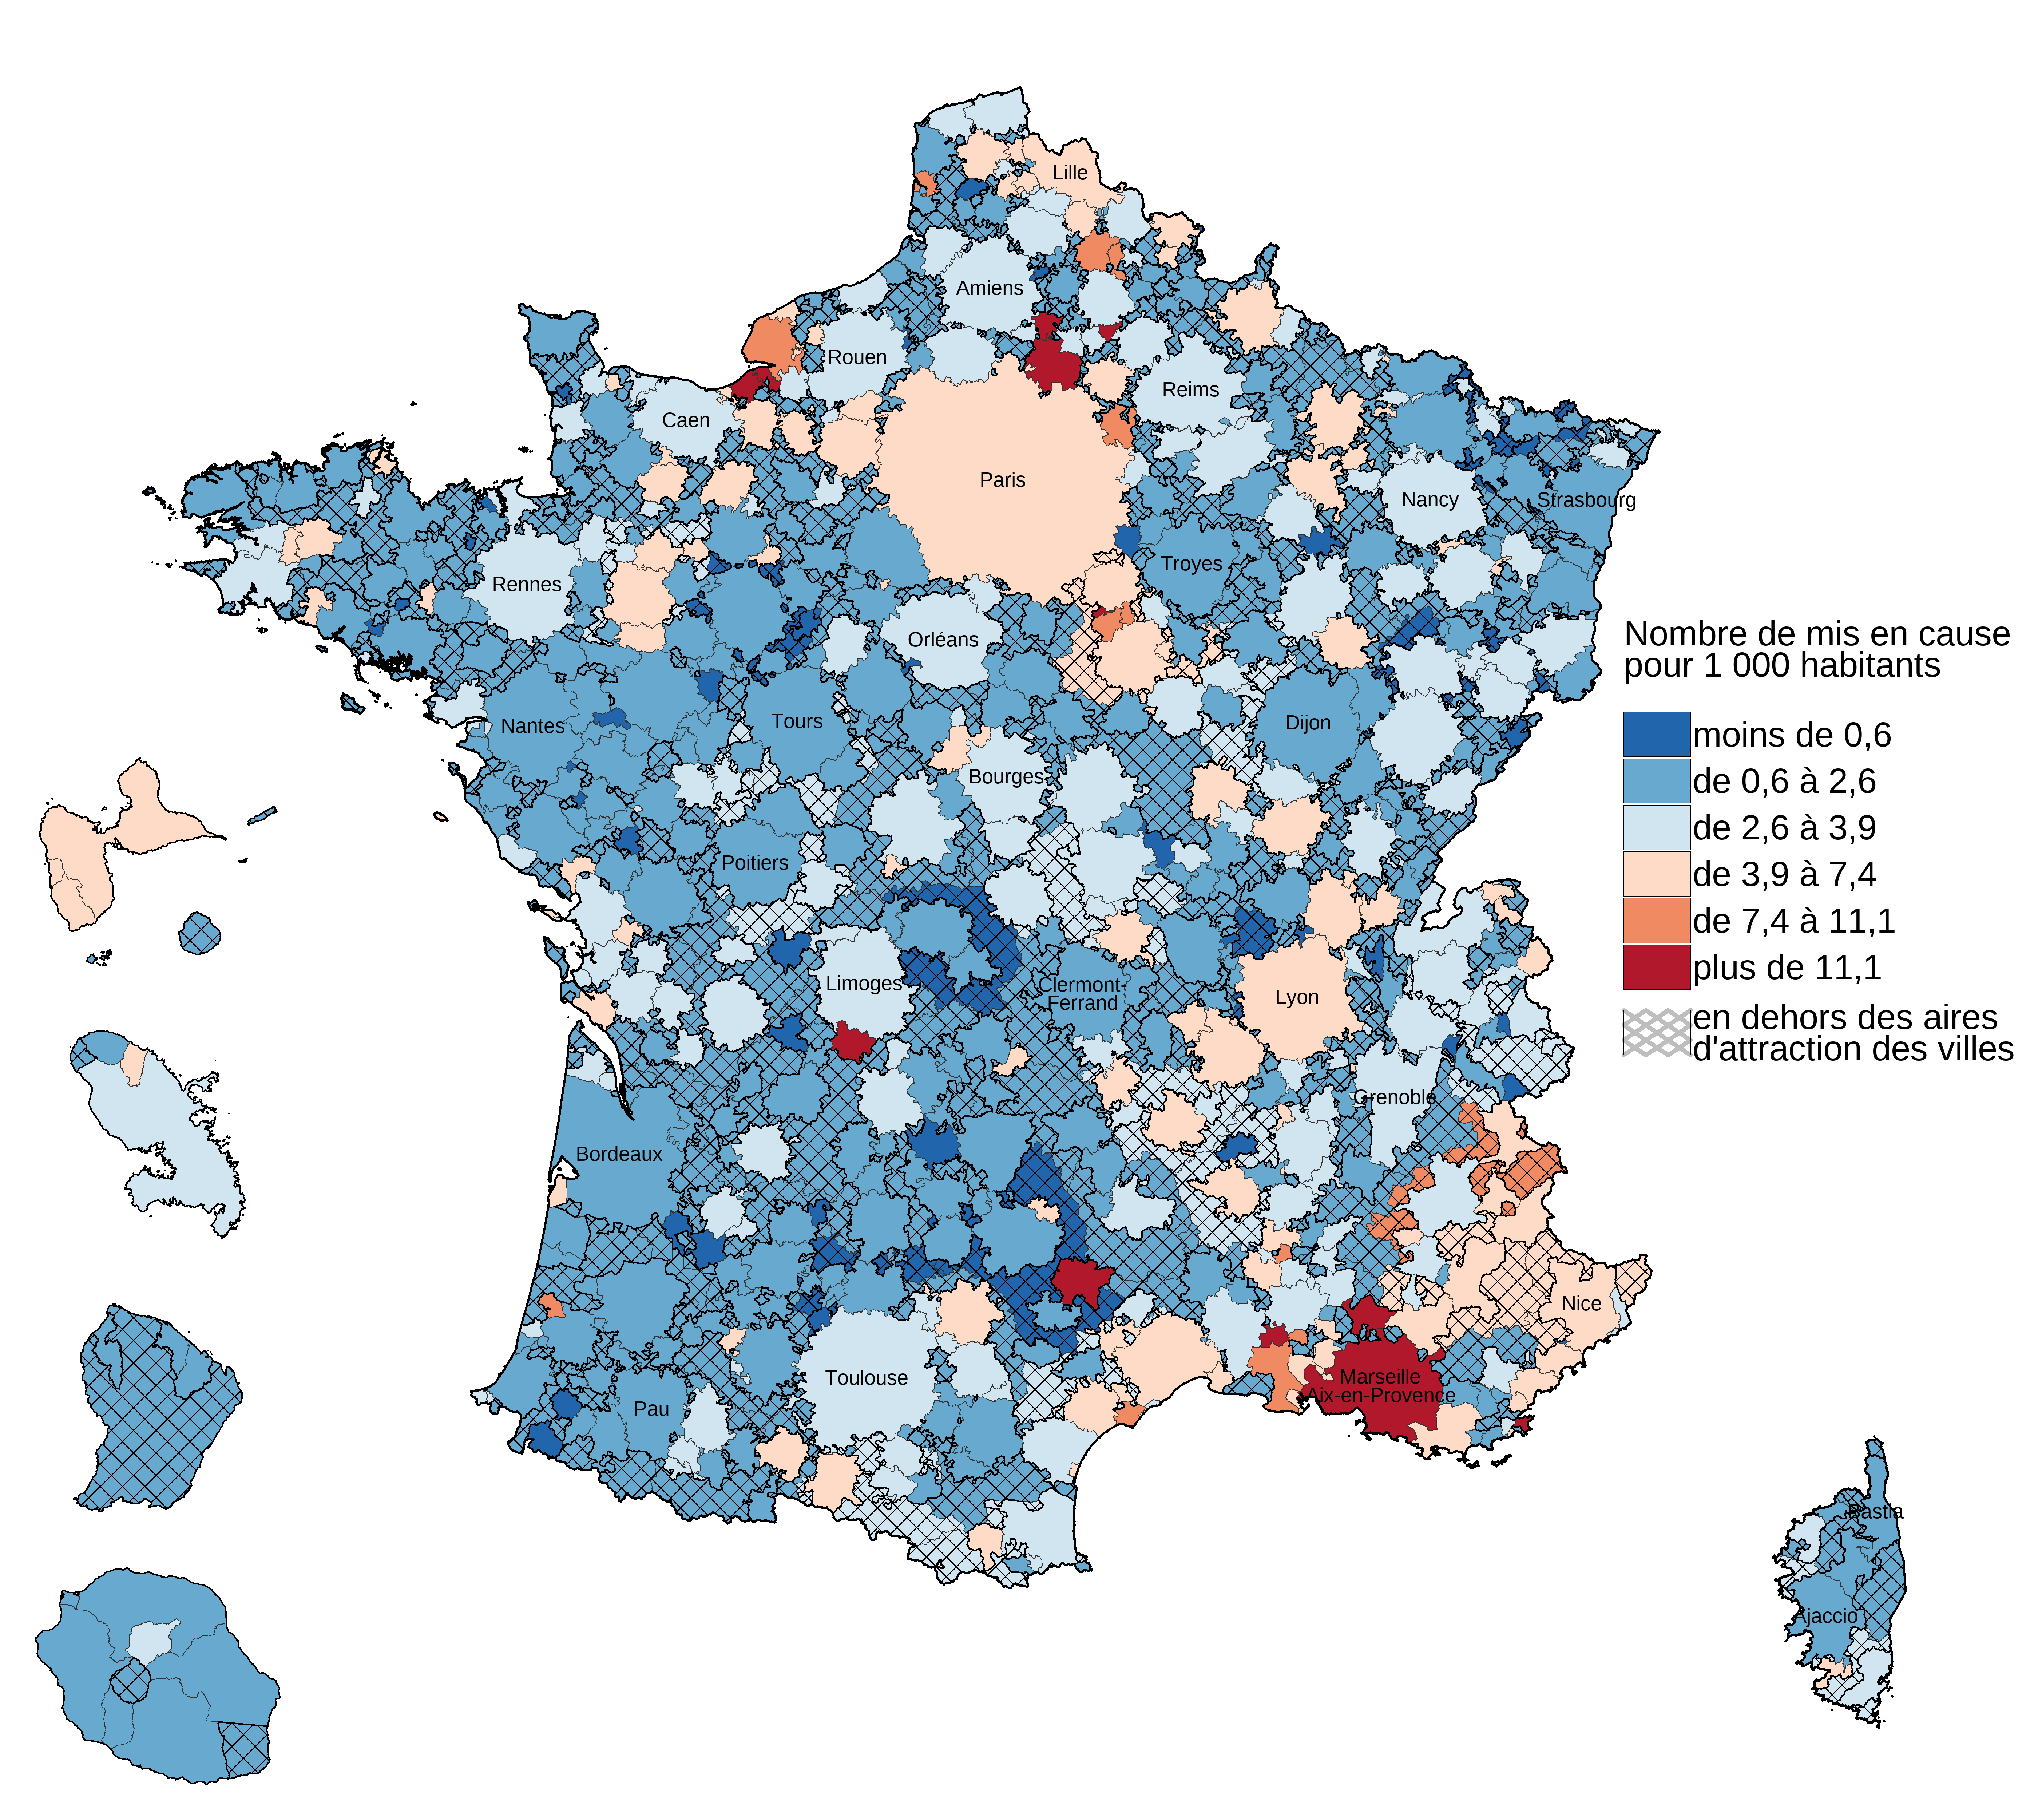 Lille
Amiens
Rouen
Reims
Caen
Paris
Nancy
Strasbourg
Rennes
Troyes
Orléans
Nantes
Tours
Dijon
Bourges
Poitiers
Limoges
Clermont-
Ferrand
Lyon
Grenoble
Bordeaux
Nice
Toulouse
Marseille
Aix-en-Provence
Pau
Bastia
Ajaccio
Nombre de mis en cause
pour 1 000 habitants
moins de 0,6
de 0,6 à 2,6
de 2,6 à 3,9
de 3,9 à 7,4
de 7,4 à 11,1
plus de 11,1
en dehors des aires
d'attraction des villes